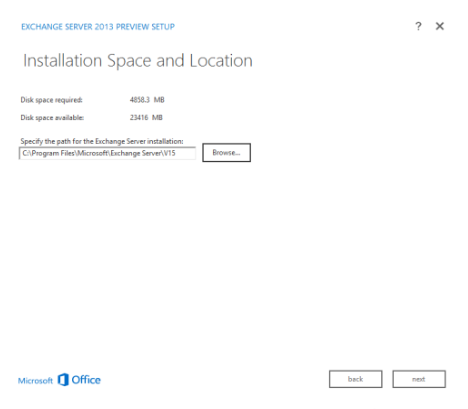 EXCHANGE SERVER 2013 PREVIEW SETUP
? ✕
Installation Space and Location
Disk space required: 4858.3 MB
Disk space available: 23416 MB
Specify the path for the Exchange Server installation:
C:\Program Files\Microsoft\Exchange Server\V15 Browse...
Microsoft Office back next